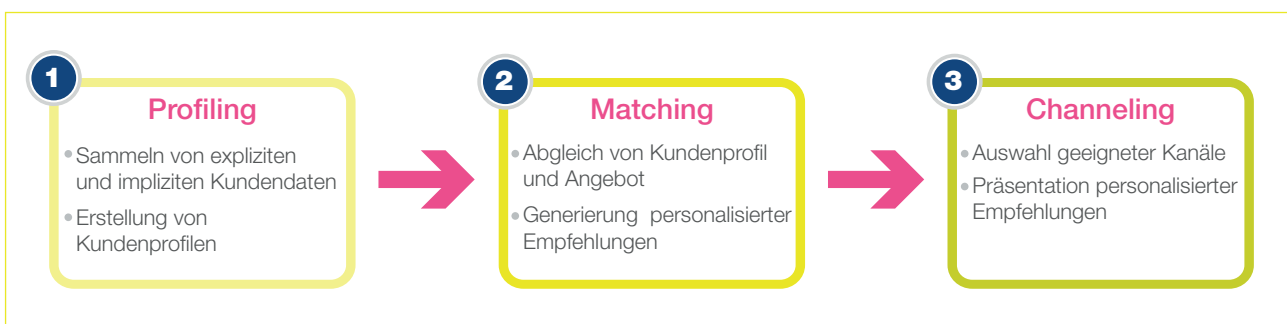 1
Profiling
• Sammeln von expliziten
und impliziten Kundendaten
• Erstellung von
Kundenprofilen
2
Matching
• Abgleich von Kundenprofil
und Angebot
• Generierung personalisierter
Empfehlungen
3
Channeling
• Auswahl geeigneter Kanäle
• Präsentation personalisierter
Empfehlungen